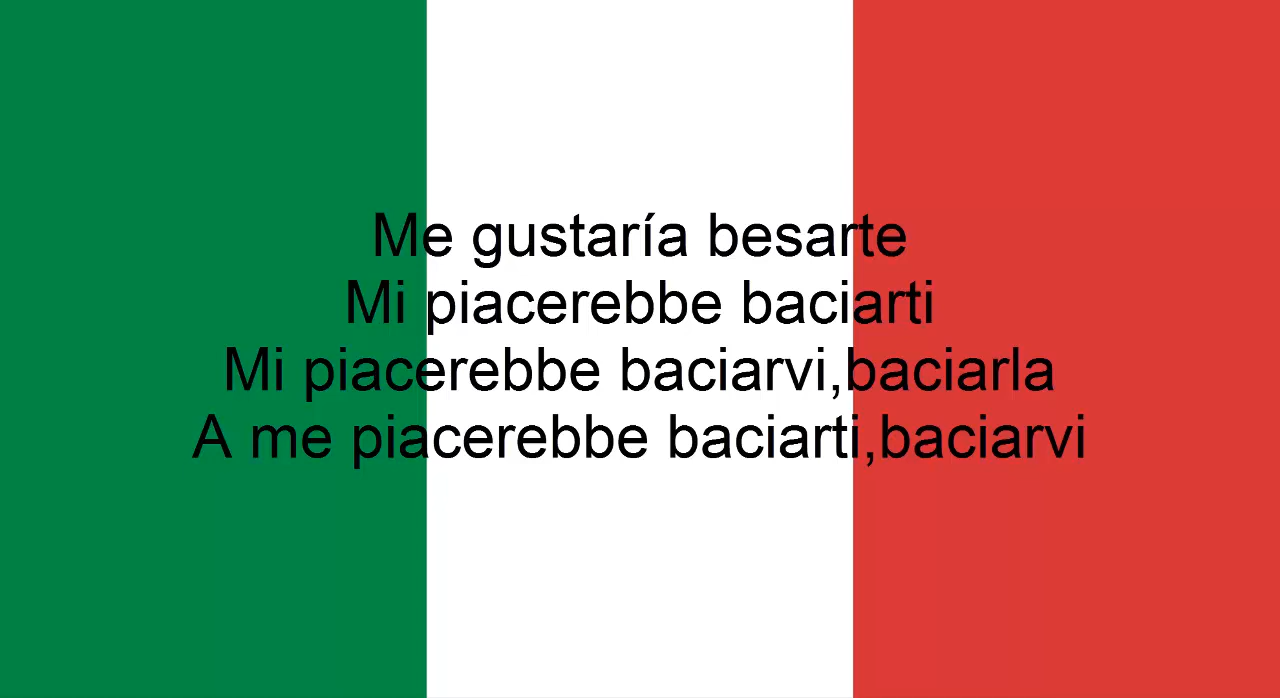 Me gustaría besarte
Mi piacerebbe baciarti
Mi piacerebbe baciarvi,baciarla
A me piacerebbe baciarti,baciarvi